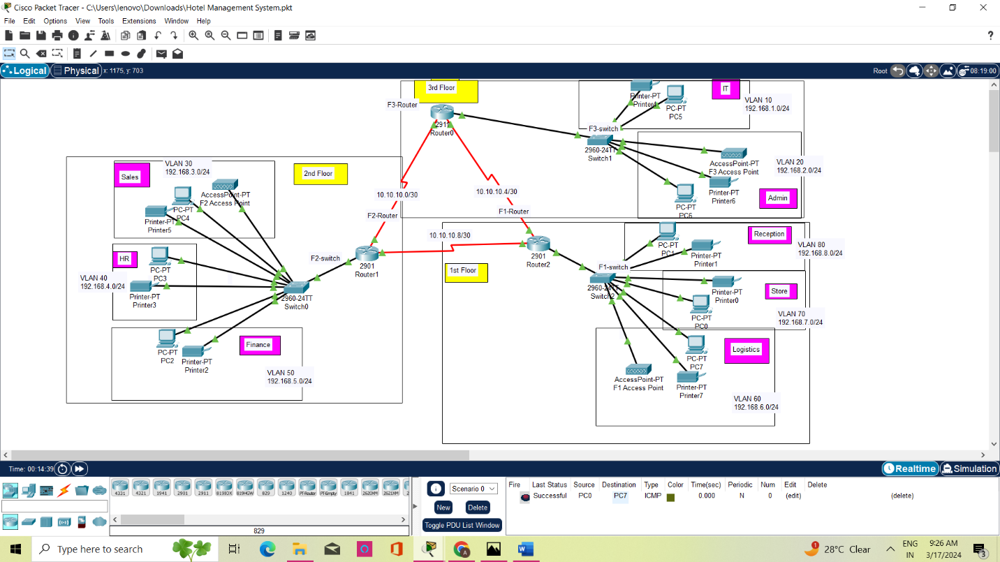 Cisco Packet Tracer - C:\Users\lenovo\Downloads\Hotel Management System.pkt
File Edit Options View Tools Extensions Window Help
?
Logical Physical x: 1175, y: 703
Root 08:19:00
3rd Floor
F3-Router
2911
Router0
Printer-PT
PC-PT
PC5
IT
VLAN 10
192.168.1.0/24
F3-switch
2960-24TT
Switch1
AccessPoint-PT
F3 Access Point
Printer-PT
Printer6
PC-PT
PC6
VLAN 20
192.168.2.0/24
Admin
VLAN 30
192.168.3.0/24
Sales
2nd Floor
AccessPoint-PT
F2 Access Point
PC-PT
PC4
Printer-PT
Printer5
10.10.10.0/30
10.10.10.4/30
F2-Router
F1-Router
10.10.10.8/30
HR
PC-PT
PC3
VLAN 40
192.168.4.0/24
Printer-PT
Printer3
F2-switch
2901
Router1
2960-24TT
Switch0
PC-PT
PC2
Printer-PT
Printer2
Finance
VLAN 50
192.168.5.0/24
2901
Router2
1st Floor
F1-switch
2960-24TT
Switch2
PC-PT
PC1
Printer-PT
Printer1
Reception
VLAN 80
192.168.8.0/24
Printer-PT
Printer0
PC-PT
PC0
Store
VLAN 70
192.168.7.0/24
PC-PT
PC7
Logistics
AccessPoint-PT
F1 Access Point
Printer-PT
Printer7
VLAN 60
192.168.6.0/24
Time: 00:14:39
Realtime Simulation
4331 4321 1941 2901 2911 819IOX 819HGW 829 1240 PT-Router PT-Empty 1841 2620XM 2621XM
829
Scenario 0
New Delete
Toggle PDU List Window
Fire Last Status Source Destination Type Color Time(sec) Periodic Num Edit Delete
Successful PC0 PC7 ICMP 0.000 N 0 (edit) (delete)
Type here to search
1
28°C Clear
ENG
IN
9:26 AM
3/17/2024
3